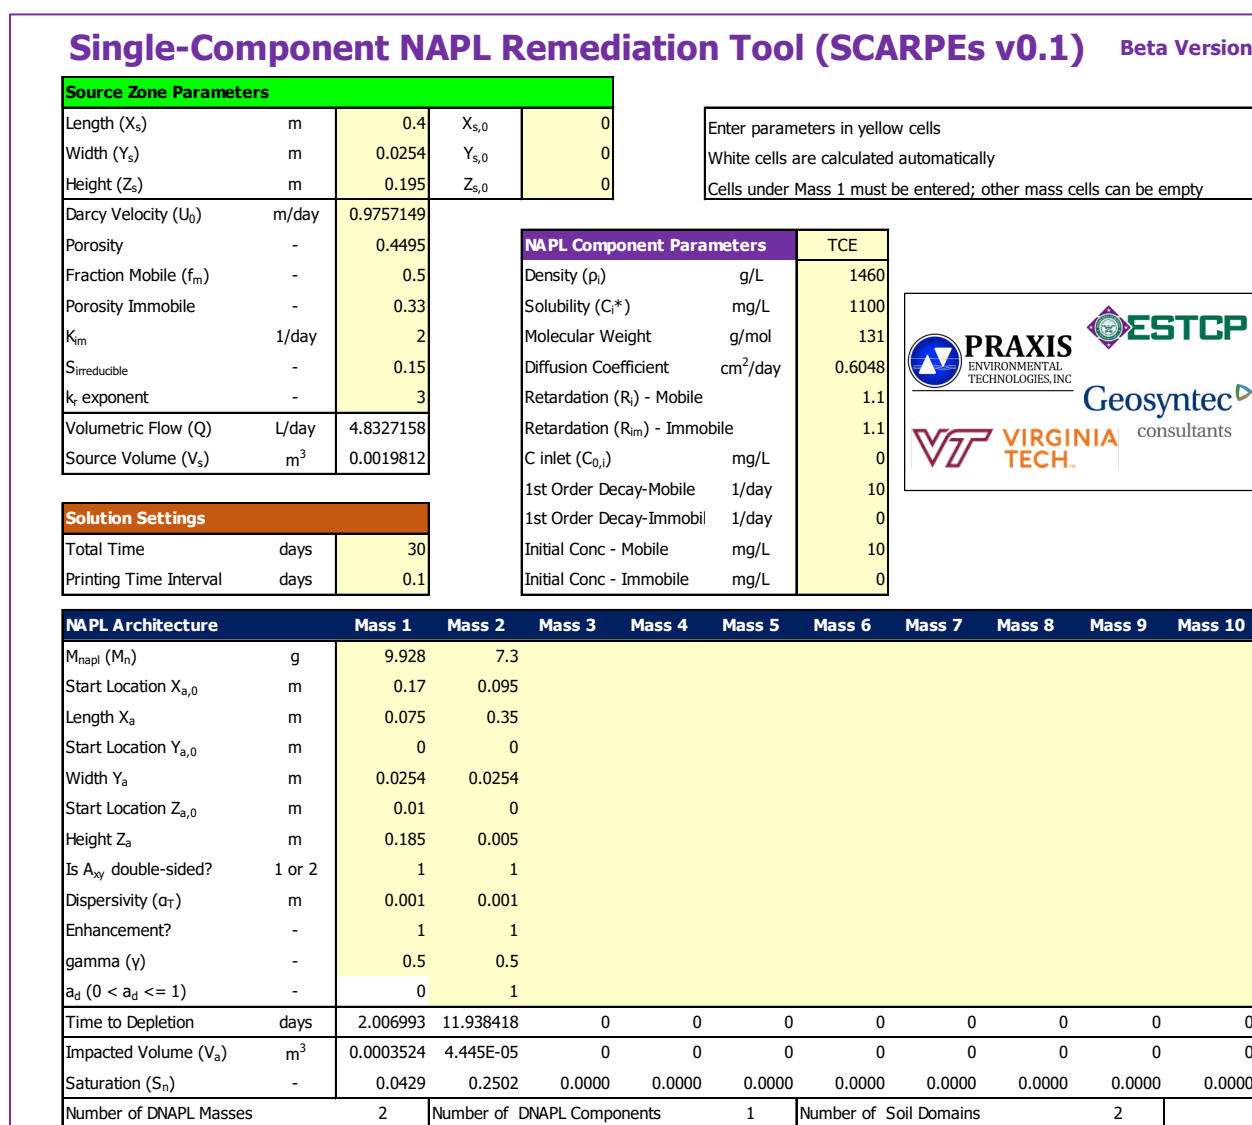 Single-Component NAPL Remediation Tool (SCARPEs v0.1) Beta Version
Source Zone Parameters
Length (Xs) m 0.4 Xs,0 0
Width (Ys) m 0.0254 Ys,0 0
Height (Zs) m 0.195 Zs,0 0
Enter parameters in yellow cells
White cells are calculated automatically
Cells under Mass 1 must be entered; other mass cells can be empty
Darcy Velocity (U0) m/day 0.9757149
Porosity - 0.4495
Fraction Mobile (fm) - 0.5
Porosity Immobile - 0.33
Kim 1/day 2
Sirreducible - 0.15
kr exponent - 3
Volumetric Flow (Q) L/day 4.8327158
Source Volume (Vs) m3 0.0019812
NAPL Component Parameters TCE
Density (ρi) g/L 1460
Solubility (Ci*) mg/L 1100
Molecular Weight g/mol 131
Diffusion Coefficient cm2/day 0.6048
Retardation (Ri) - Mobile 1.1
Retardation (Rim) - Immobile 1.1
C inlet (C0,i) mg/L 0
1st Order Decay-Mobile 1/day 10
1st Order Decay-Immobil 1/day 0
Initial Conc - Mobile mg/L 10
Initial Conc - Immobile mg/L 0
PRAXIS
ENVIRONMENTAL
TECHNOLOGIES, INC
ESTCP
Geosyntec
consultants
VT VIRGINIA
TECH™
Solution Settings
Total Time days 30
Printing Time Interval days 0.1
NAPL Architecture Mass 1 Mass 2 Mass 3 Mass 4 Mass 5 Mass 6 Mass 7 Mass 8 Mass 9 Mass 10
Mnapl (Mn) g 9.928 7.3
Start Location Xa,0 m 0.17 0.095
Length Xa m 0.075 0.35
Start Location Ya,0 m 0 0
Width Ya m 0.0254 0.0254
Start Location Za,0 m 0.01 0
Height Za m 0.185 0.005
Is Axy double-sided? 1 or 2 1 1
Dispersivity (αT) m 0.001 0.001
Enhancement? - 1 1
gamma (γ) - 0.5 0.5
ad (0 < ad <= 1) - 0 1
Time to Depletion days 2.006993 11.938418 0 0 0 0 0 0 0 0
Impacted Volume (Va) m3 0.0003524 4.445E-05 0 0 0 0 0 0 0 0
Saturation (Sn) - 0.0429 0.2502 0.0000 0.0000 0.0000 0.0000 0.0000 0.0000 0.0000 0.0000
Number of DNAPL Masses 2 Number of DNAPL Components 1 Number of Soil Domains 2